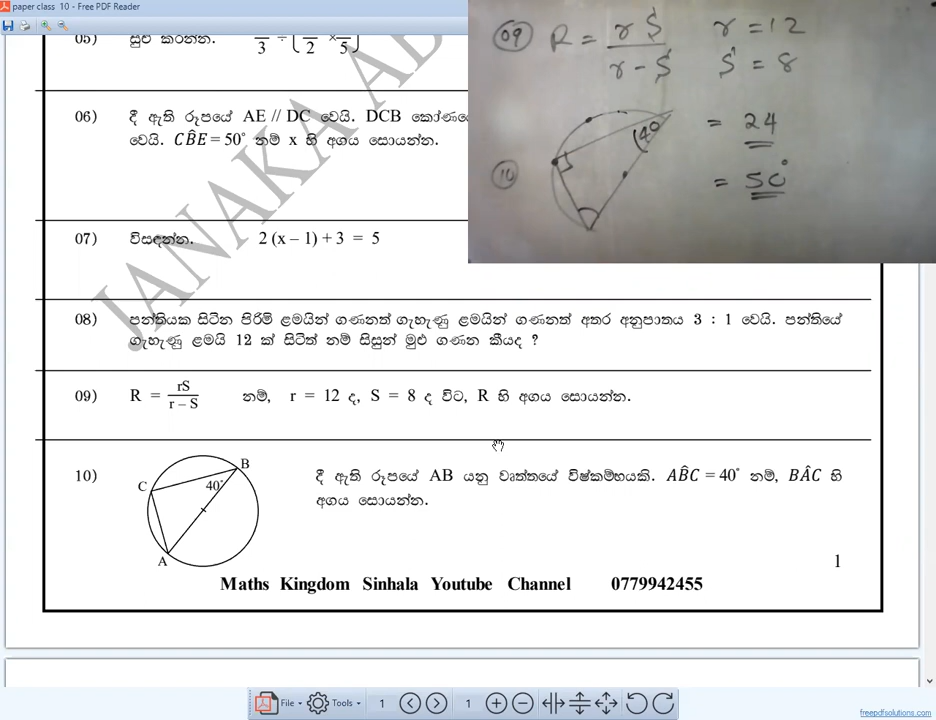 paper class 10 - Free PDF Reader
05) සුළු කරන්න. 3 ÷ [ 2 × 5 ]
06) දී ඇති රූපයේ AE // DC වෙයි. DCB
වෙයි. CB̂E = 50° නම් x හි අගය සොයන්න.
07) විසඳන්න. 2 (x – 1) + 3 = 5
08) පන්තියක සිටින පිරිමි ළමයින් ගණනත් ගැහැණු ළමයින් ගණනත් අතර අනුපාතය 3 : 1 වෙයි. පන්තියේ
ගැහැණු ළමයි 12 ක් සිටිත් නම් සිසුන් මුළු ගණන කීයද ?
09) R = rS / r – S නම්, r = 12 ද, S = 8 ද විට, R හි අගය සොයන්න.
10) දී ඇති රූපයේ AB යනු වෘත්තයේ විෂ්කම්භයකි. AB̂C = 40° නම්, BÂC හි
අගය සොයන්න.
B
C
40°
A
1
Maths Kingdom Sinhala Youtube Channel 0779942455
JANAKA AB
09 R = r S / r - S r = 12
S = 8
= 24
40
10 = 50°
File Tools 1 1
freepdfsolutions.com